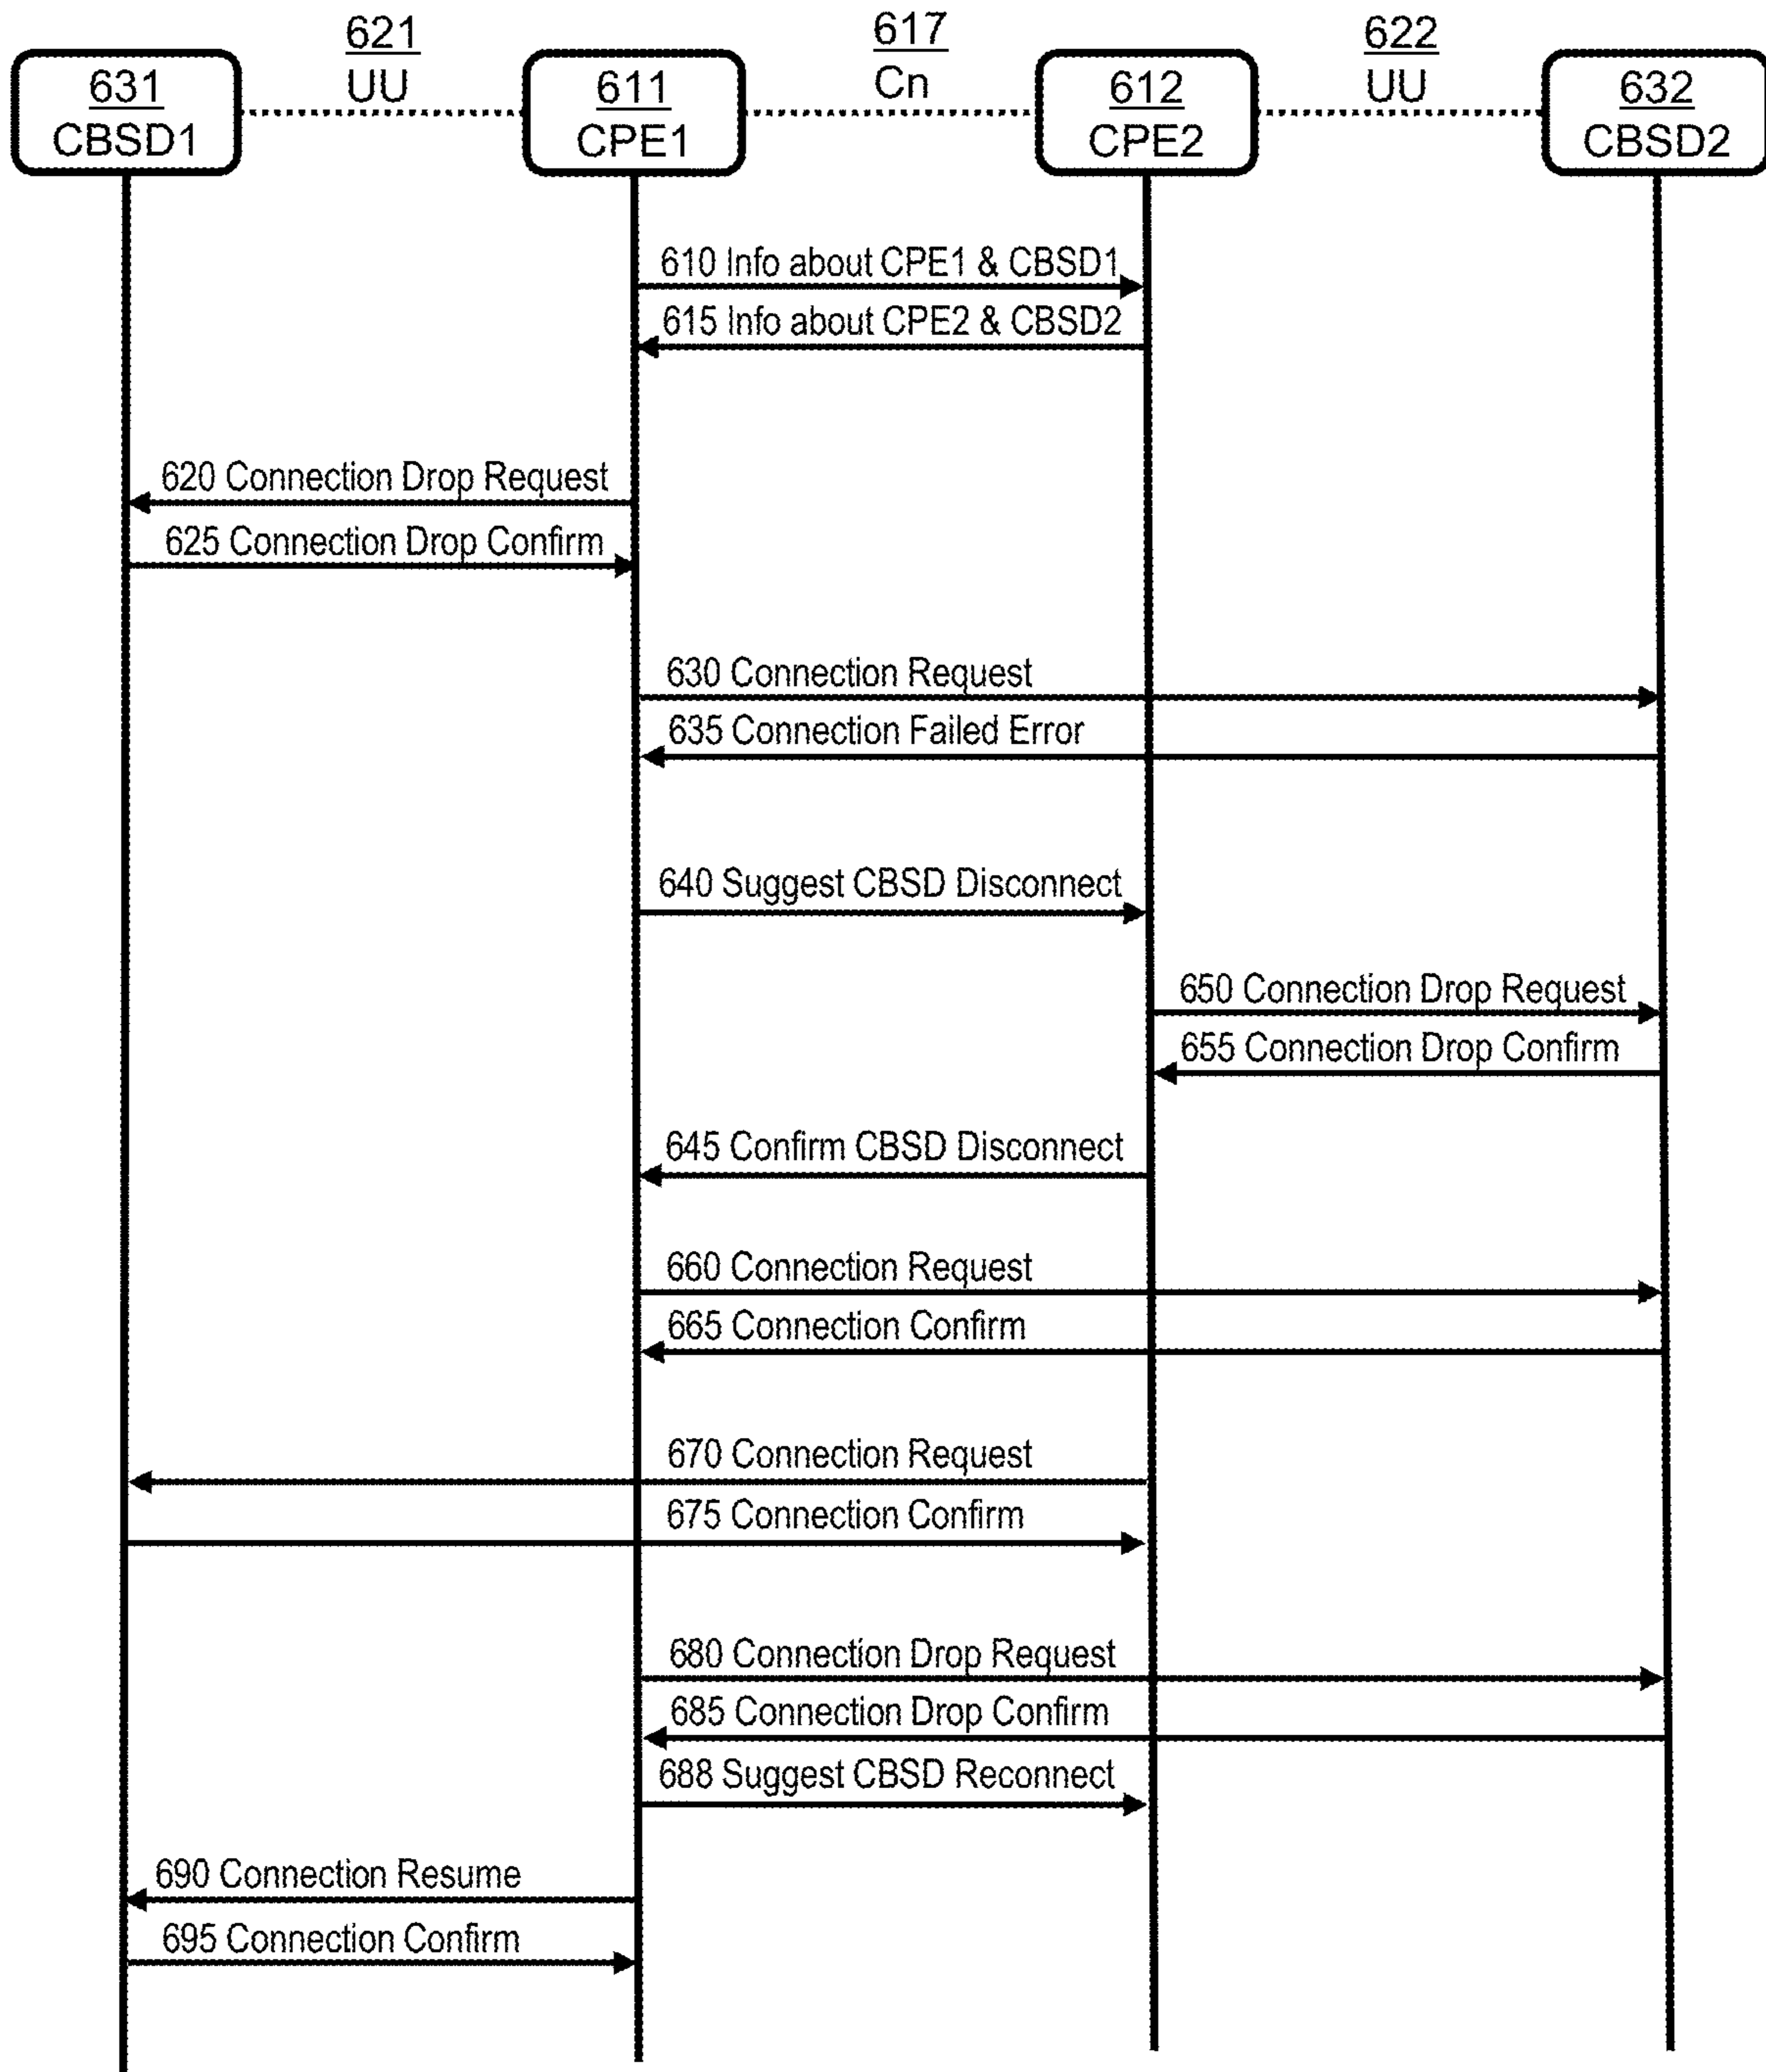 621
UU
617
Cn
622
UU
631
CBSD1
611
CPE1
612
CPE2
632
CBSD2
610 Info about CPE1 & CBSD1
615 Info about CPE2 & CBSD2
620 Connection Drop Request
625 Connection Drop Confirm
630 Connection Request
635 Connection Failed Error
640 Suggest CBSD Disconnect
650 Connection Drop Request
655 Connection Drop Confirm
645 Confirm CBSD Disconnect
660 Connection Request
665 Connection Confirm
670 Connection Request
675 Connection Confirm
680 Connection Drop Request
685 Connection Drop Confirm
688 Suggest CBSD Reconnect
690 Connection Resume
695 Connection Confirm